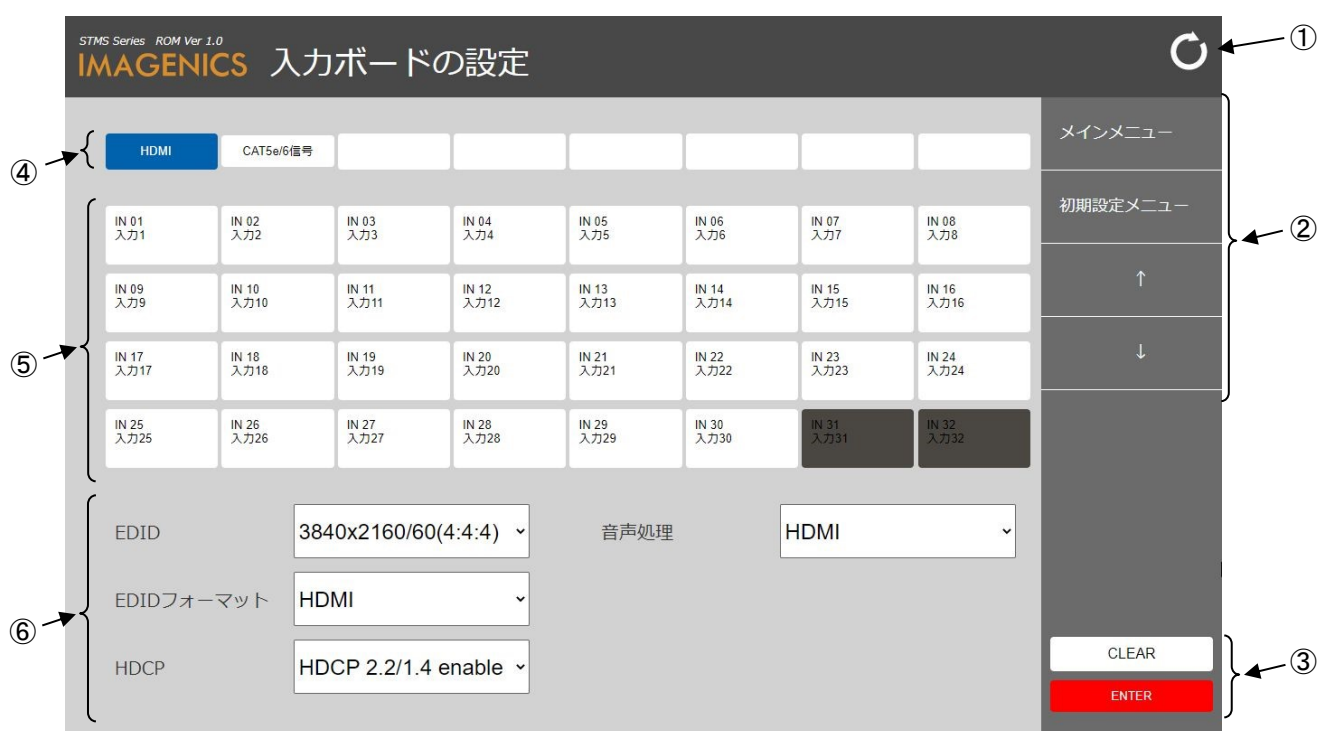 STMS Series ROM Ver 1.0
IMAGENICS 入力ボードの設定
①
メインメニュー
初期設定メニュー
↑
↓
②
④
HDMI CAT5e/6信号
⑤
IN 01 IN 02 IN 03 IN 04 IN 05 IN 06 IN 07 IN 08
入力1 入力2 入力3 入力4 入力5 入力6 入力7 入力8
IN 09 IN 10 IN 11 IN 12 IN 13 IN 14 IN 15 IN 16
入力9 入力10 入力11 入力12 入力13 入力14 入力15 入力16
IN 17 IN 18 IN 19 IN 20 IN 21 IN 22 IN 23 IN 24
入力17 入力18 入力19 入力20 入力21 入力22 入力23 入力24
IN 25 IN 26 IN 27 IN 28 IN 29 IN 30 IN 31 IN 32
入力25 入力26 入力27 入力28 入力29 入力30 入力31 入力32
⑥
EDID 3840x2160/60(4:4:4) 音声処理 HDMI
EDIDフォーマット HDMI
HDCP HDCP 2.2/1.4 enable
CLEAR
ENTER
③